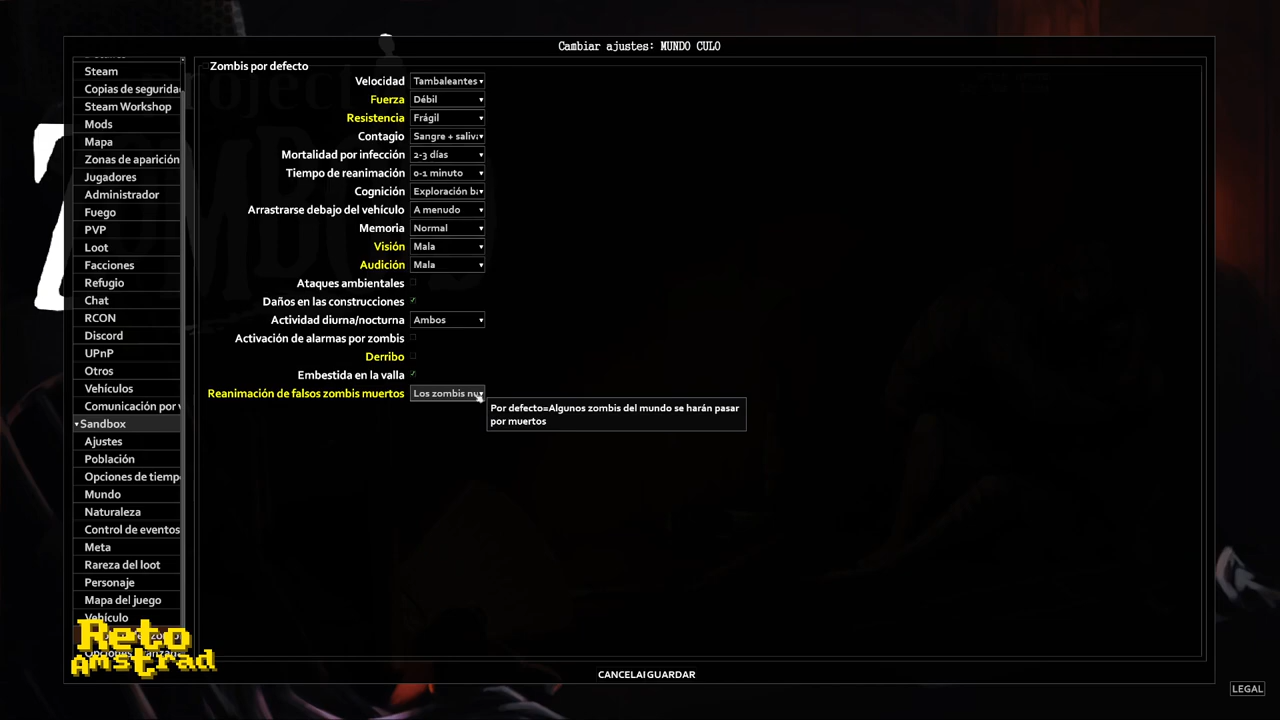 Cambiar ajustes: MUNDO CULO
Steam
Copias de segurida
Steam Workshop
Mods
Mapa
Zonas de aparición
Jugadores
Administrador
Fuego
PVP
Loot
Facciones
Refugio
Chat
RCON
Discord
UPnP
Otros
Vehículos
Comunicación por v
Sandbox
Ajustes
Población
Opciones de tiemp
Mundo
Naturaleza
Control de eventos
Meta
Rareza del loot
Personaje
Mapa del juego
Vehículo
Zombis por defecto
Velocidad Tambaleantes
Fuerza Débil
Resistencia Frágil
Contagio Sangre + saliv
Mortalidad por infección 2-3 días
Tiempo de reanimación 0-1 minuto
Cognición Exploración b
Arrastrarse debajo del vehículo A menudo
Memoria Normal
Visión Mala
Audición Mala
Ataques ambientales
Daños en las construcciones
Actividad diurna/nocturna Ambos
Activación de alarmas por zombis
Derribo
Embestida en la valla
Reanimación de falsos zombis muertos Los zombis nu
Por defecto=Algunos zombis del mundo se harán pasar
por muertos
Reto
Amstrad
CANCELAI GUARDAR
LEGAL